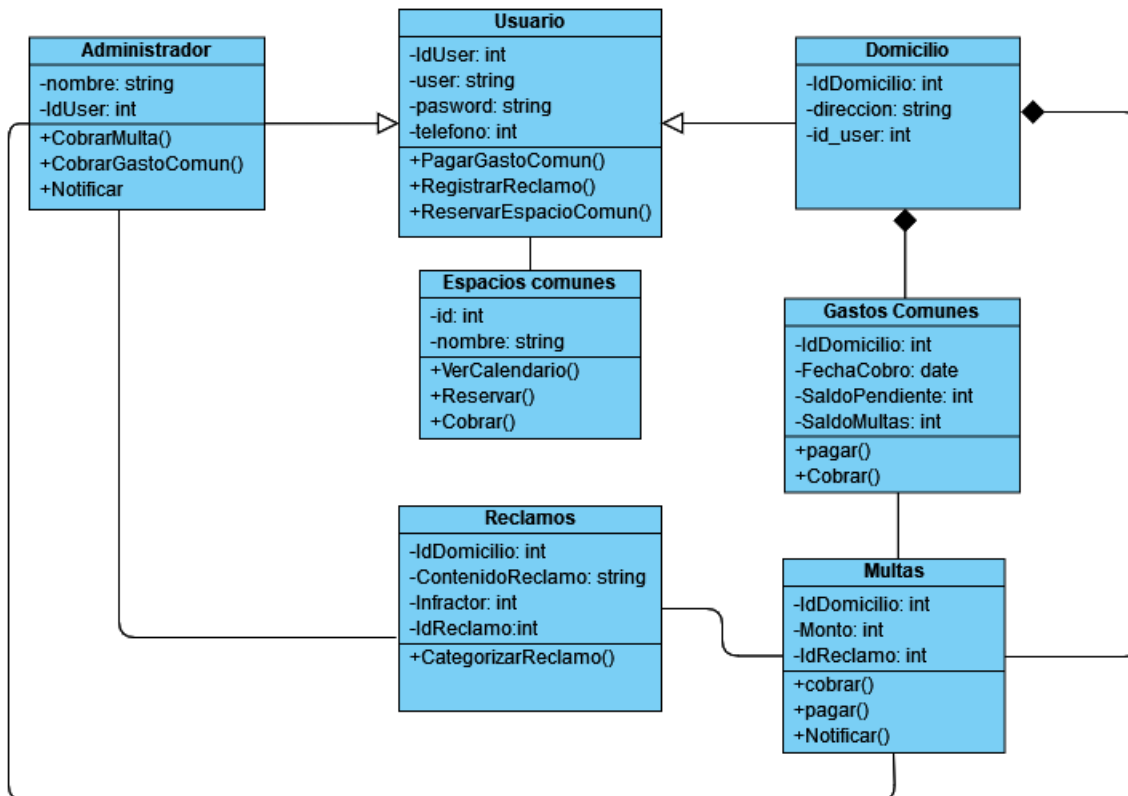 Administrador
-nombre: string
-IdUser: int
+CobrarMulta()
+CobrarGastoComun()
+Notificar
Usuario
-IdUser: int
-user: string
-pasword: string
-telefono: int
+PagarGastoComun()
+RegistrarReclamo()
+ReservarEspacioComun()
Domicilio
-IdDomicilio: int
-direccion: string
-id_user: int
Espacios comunes
-id: int
-nombre: string
+VerCalendario()
+Reservar()
+Cobrar()
Gastos Comunes
-IdDomicilio: int
-FechaCobro: date
-SaldoPendiente: int
-SaldoMultas: int
+pagar()
+Cobrar()
Reclamos
-IdDomicilio: int
-ContenidoReclamo: string
-Infractor: int
-IdReclamo:int
+CategorizarReclamo()
Multas
-IdDomicilio: int
-Monto: int
-IdReclamo: int
+cobrar()
+pagar()
+Notificar()